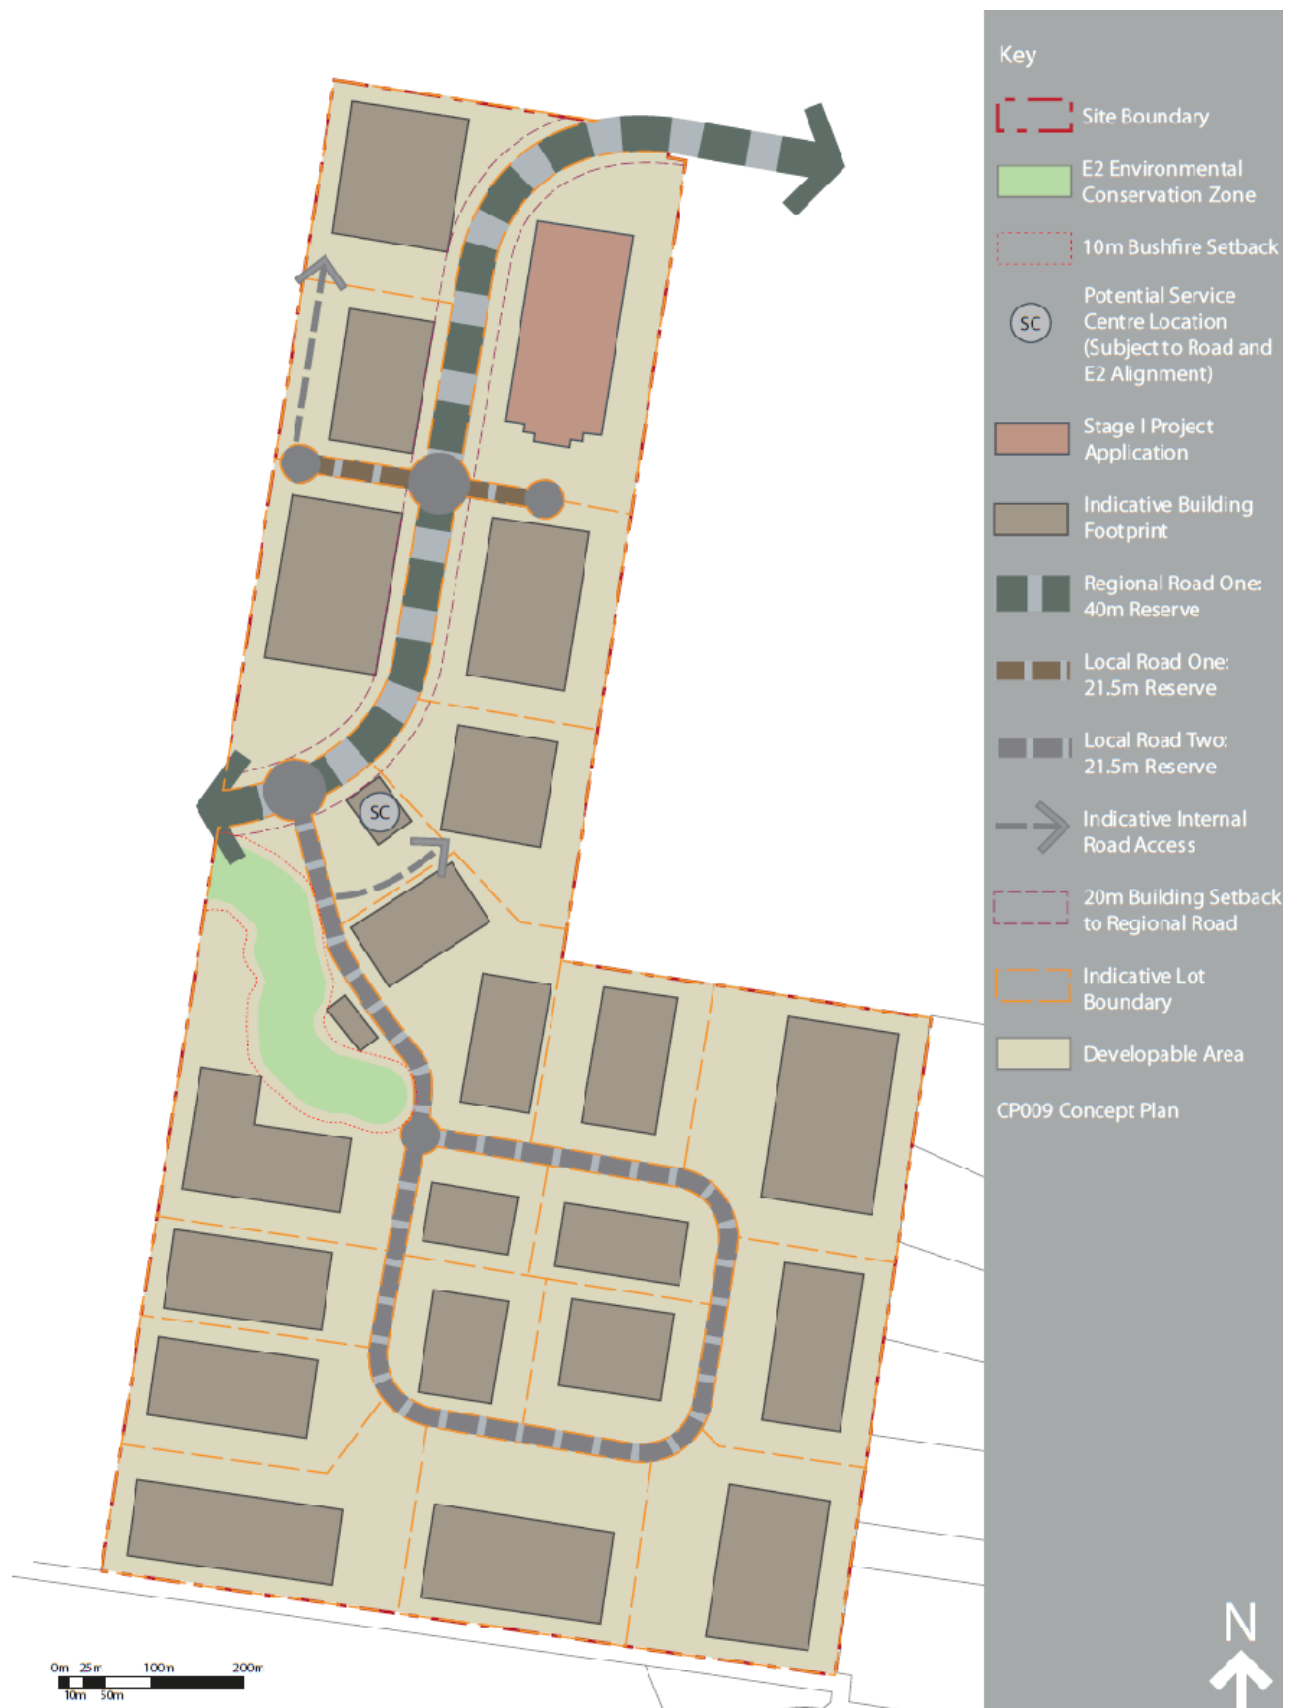 Key
Site Boundary
E2 Environmental
Conservation Zone
10m Bushfire Setback
Potential Service
Centre Location
(Subject to Road and
E2 Alignment)
SC
Stage I Project
Application
Indicative Building
Footprint
Regional Road One:
40m Reserve
Local Road One:
21.5m Reserve
Local Road Two:
21.5m Reserve
Indicative Internal
Road Access
20m Building Setback
to Regional Road
Indicative Lot
Boundary
Developable Area
CP009 Concept Plan
SC
N
0m 25m 100m 200m
10m 50m